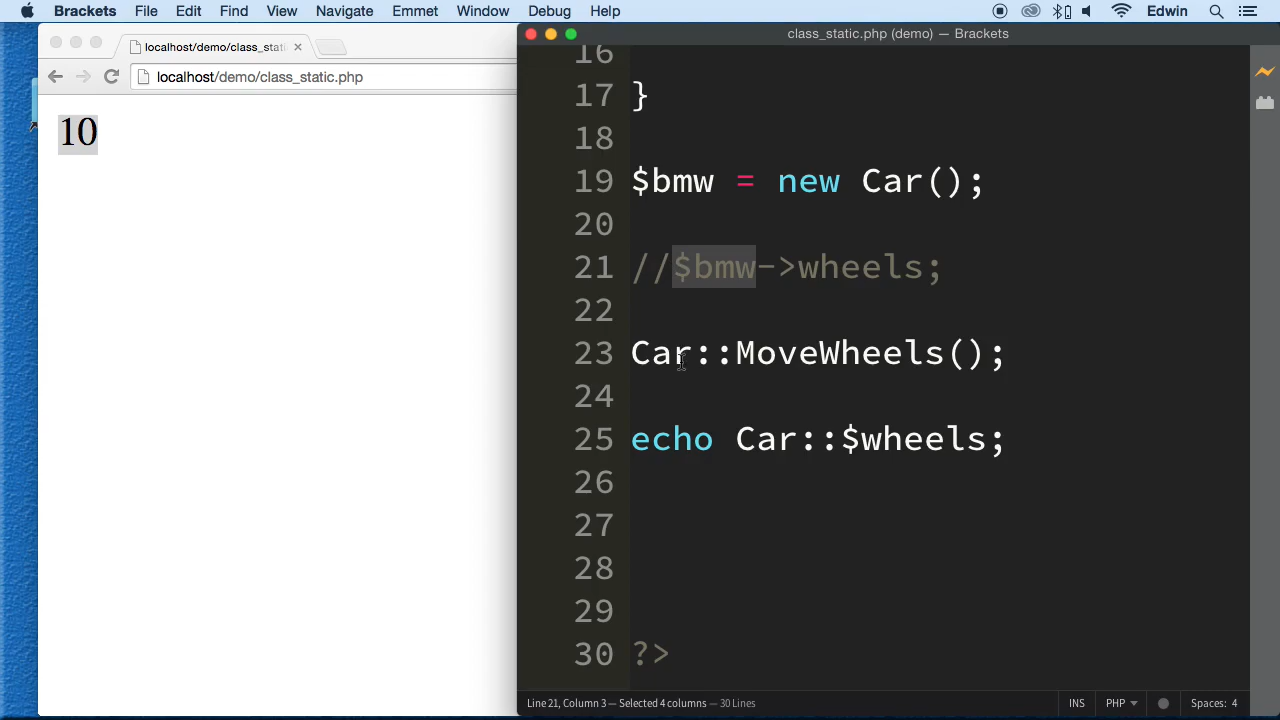 Brackets File Edit Find View Navigate Emmet Window Debug Help Edwin
localhost/demo/class_stati
localhost/demo/class_static.php
10
class_static.php (demo) — Brackets
16
17 }
18
19 $bmw = new Car();
20
21 //$bmw->wheels;
22
23 Car::MoveWheels();
24
25 echo Car::$wheels;
26
27
28
29
30 ?>
Line 21, Column 3 — Selected 4 columns — 30 Lines INS PHP Spaces: 4